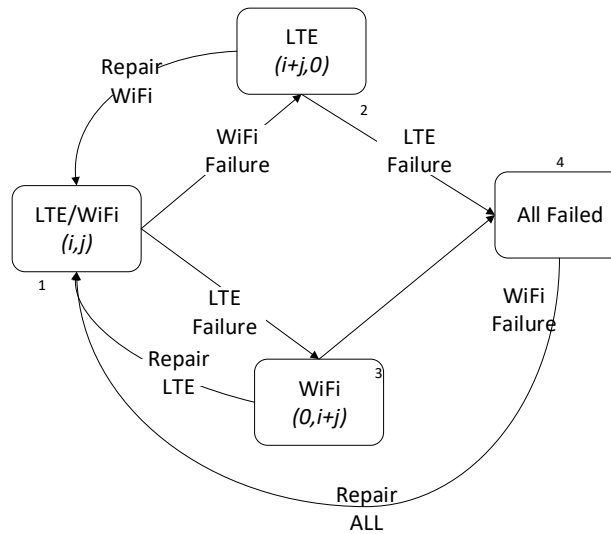 LTE
(i+j,0)
Repair
WiFi
2
WiFi
Failure
LTE
Failure
4
LTE/WiFi
(i,j)
All Failed
1
LTE
Failure
WiFi
Failure
Repair
LTE
3
WiFi
(0,i+j)
Repair
ALL